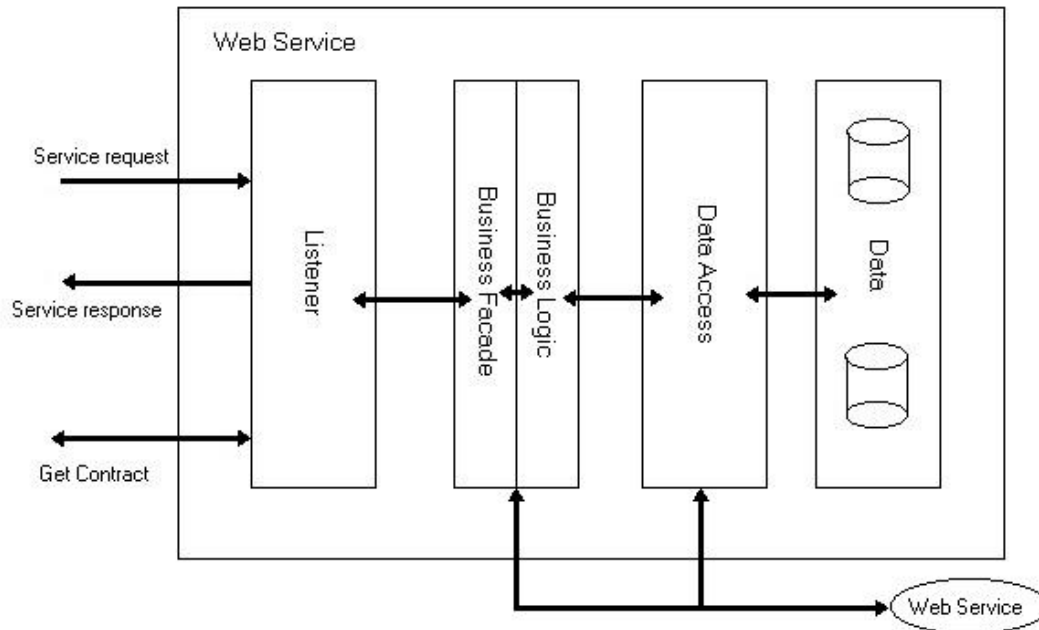 Web Service
Service request
Service response
Get Contract
Listener
Business Facade
Business Logic
Data Access
Data
Web Service